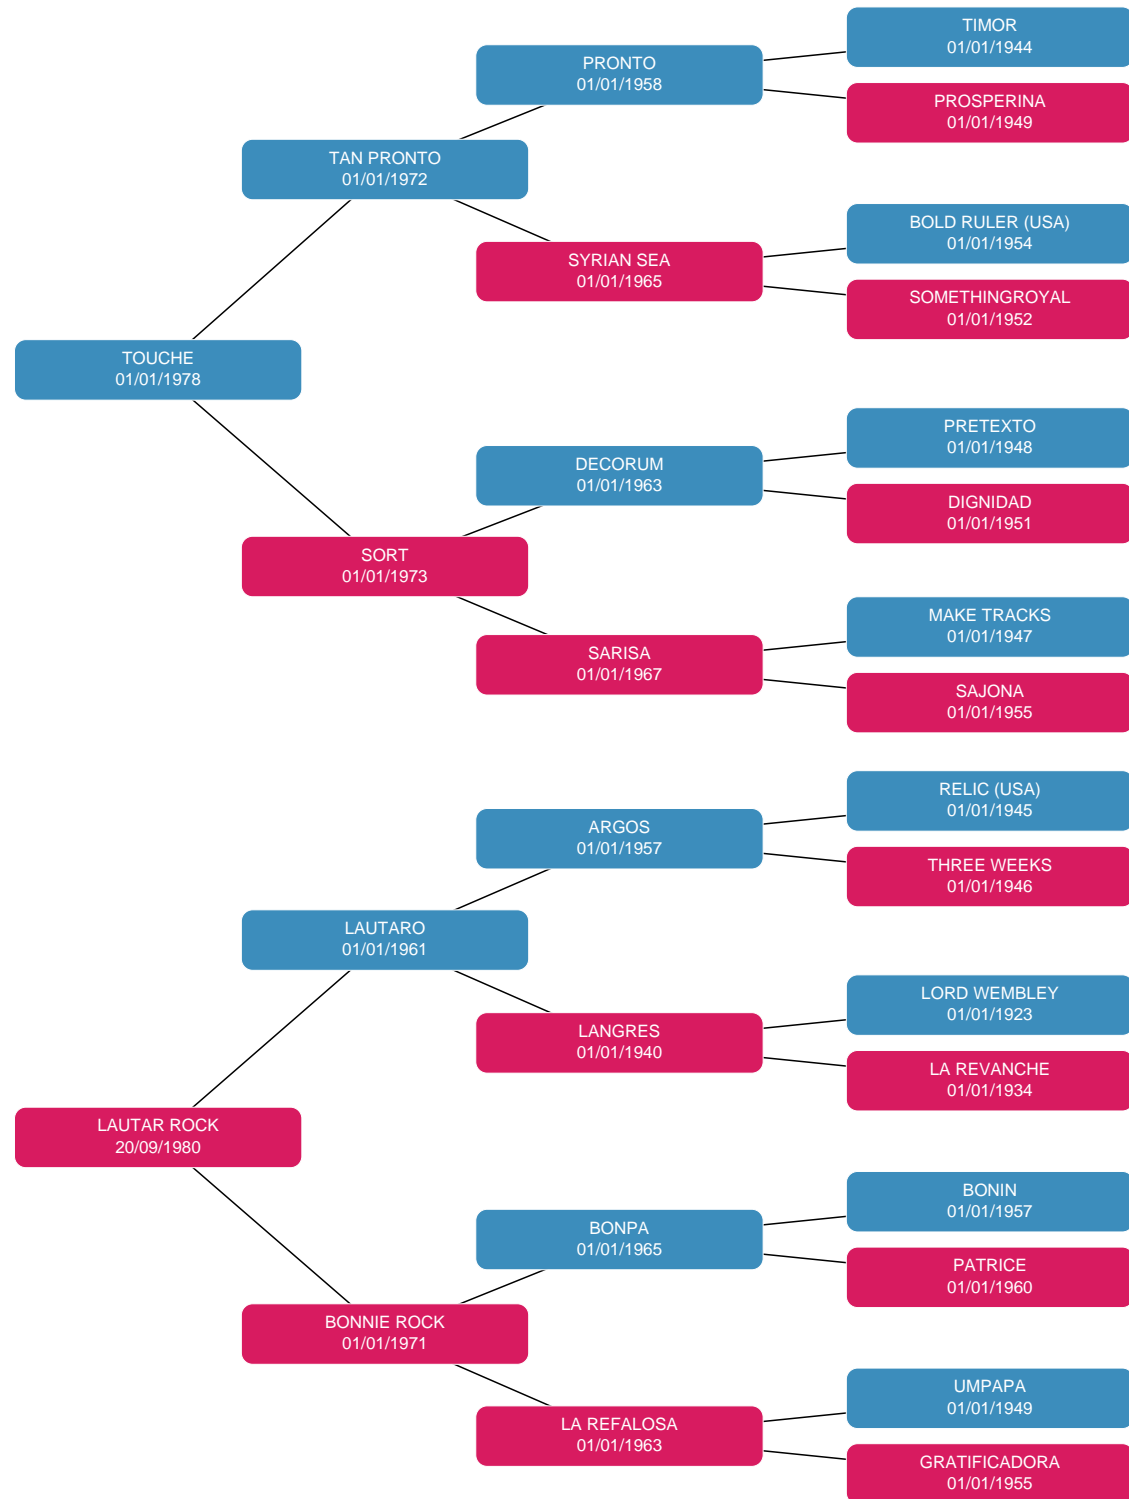 TIMOR
01/01/1944
PRONTO
01/01/1958
PROSPERINA
01/01/1949
TAN PRONTO
01/01/1972
BOLD RULER (USA)
01/01/1954
SYRIAN SEA
01/01/1965
SOMETHINGROYAL
01/01/1952
TOUCHE
01/01/1978
PRETEXTO
01/01/1948
DECORUM
01/01/1963
DIGNIDAD
01/01/1951
SORT
01/01/1973
MAKE TRACKS
01/01/1947
SARISA
01/01/1967
SAJONA
01/01/1955
RELIC (USA)
01/01/1945
ARGOS
01/01/1957
THREE WEEKS
01/01/1946
LAUTARO
01/01/1961
LORD WEMBLEY
01/01/1923
LANGRES
01/01/1940
LA REVANCHE
01/01/1934
LAUTAR ROCK
20/09/1980
BONIN
01/01/1957
BONPA
01/01/1965
PATRICE
01/01/1960
BONNIE ROCK
01/01/1971
UMPAPA
01/01/1949
LA REFALOSA
01/01/1963
GRATIFICADORA
01/01/1955